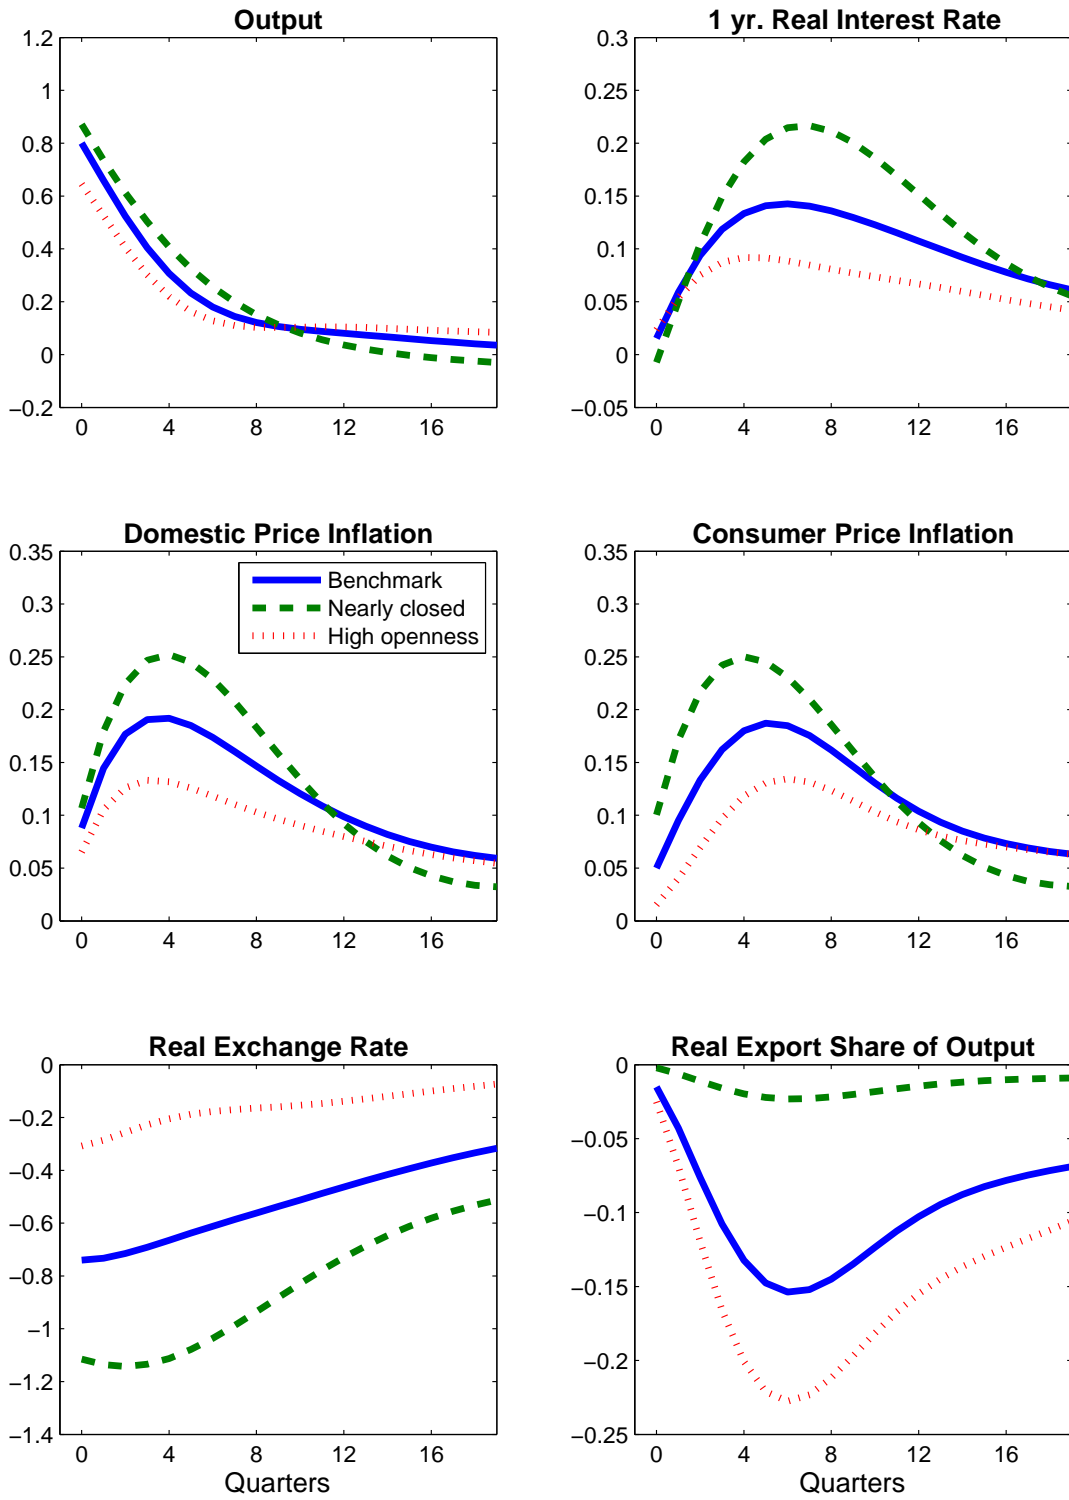 Output
1.2
1
0.8
0.6
0.4
0.2
0
−0.2
0 4 8 12 16
1 yr. Real Interest Rate
0.3
0.25
0.2
0.15
0.1
0.05
0
−0.05
0 4 8 12 16
Domestic Price Inflation
0.35
0.3
0.25
0.2
0.15
0.1
0.05
0
0 4 8 12 16
Benchmark
Nearly closed
High openness
Consumer Price Inflation
0.35
0.3
0.25
0.2
0.15
0.1
0.05
0
0 4 8 12 16
Real Exchange Rate
0
−0.2
−0.4
−0.6
−0.8
−1
−1.2
−1.4
0 4 8 12 16
Quarters
Real Export Share of Output
0
−0.05
−0.1
−0.15
−0.2
−0.25
0 4 8 12 16
Quarters